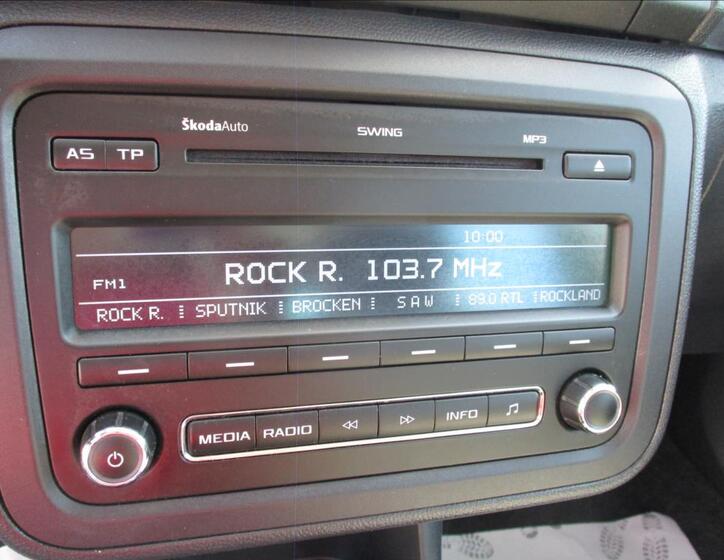 ŠkodaAuto SWING MP3
AS TP
10:00
ROCK R. 103.7 MHz
FM1
ROCK R. SPUTNIK BROCKEN SAW 89.0 RTL ROCKLAND
MEDIA RADIO INFO